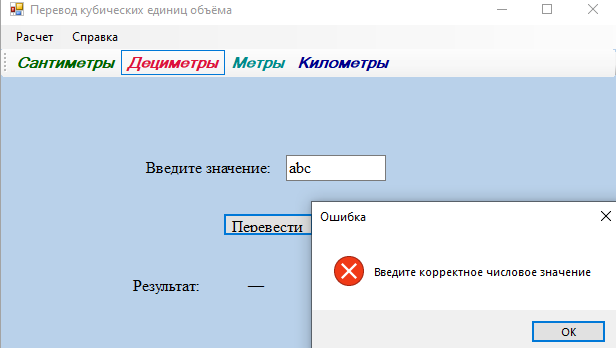 Перевод кубических единиц объёма
Расчет Справка
Сантиметры Дециметры Метры Километры
Введите значение: abc
Перевести
Результат: —
Ошибка
Введите корректное числовое значение
OK